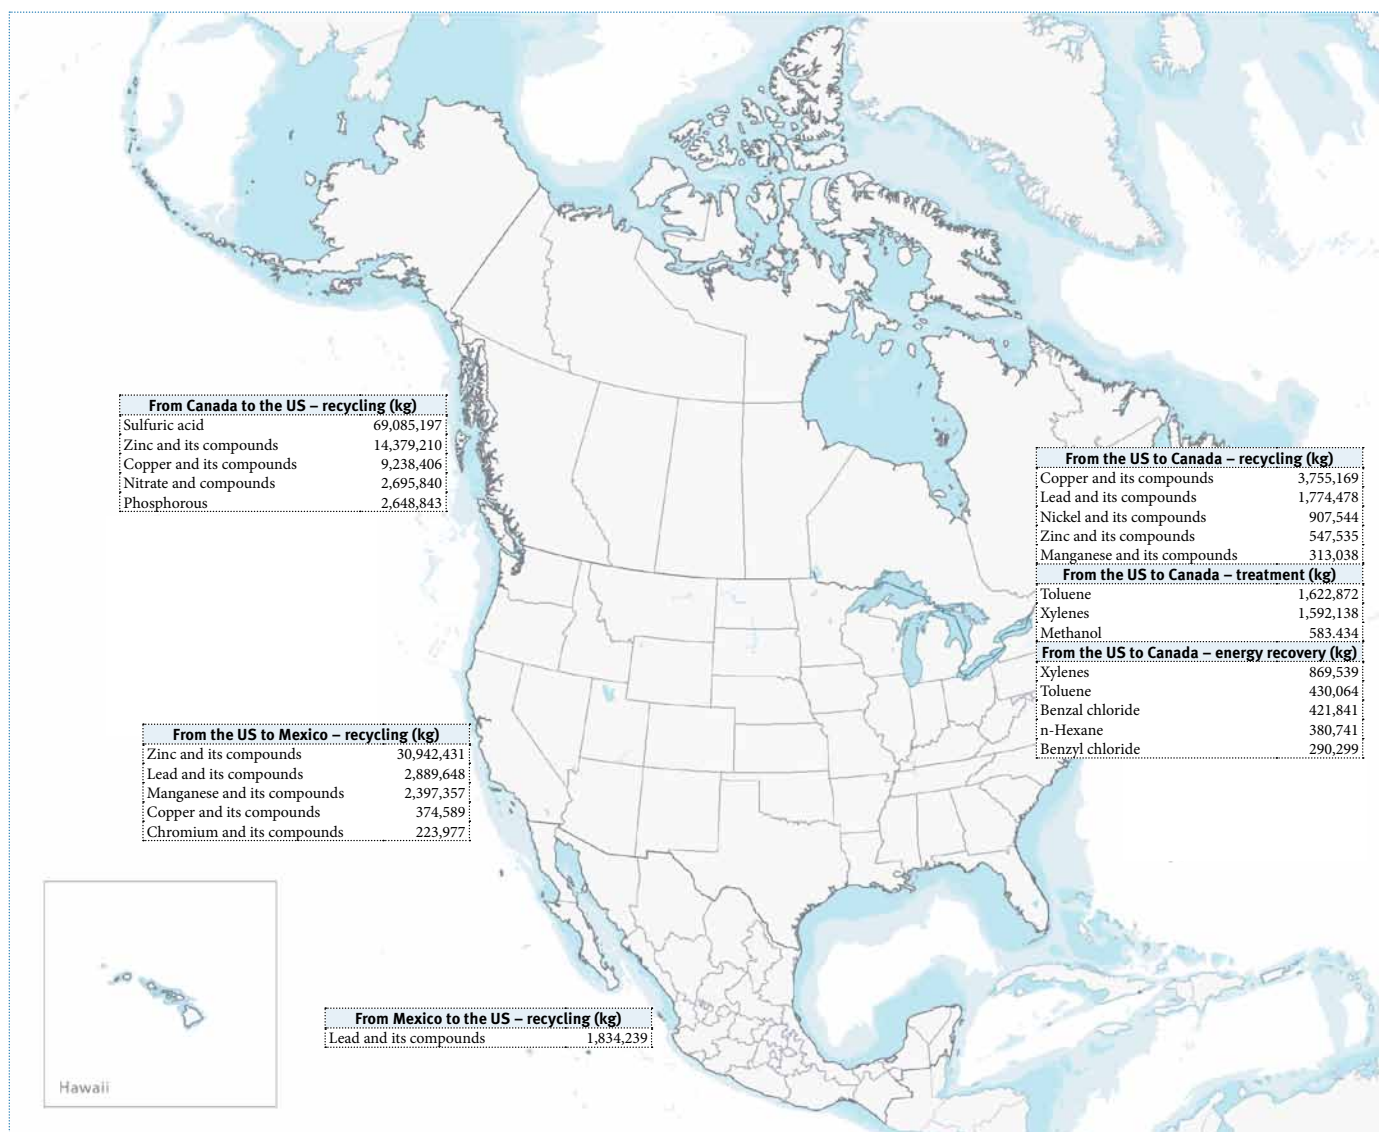 From Canada to the US – recycling (kg)
Sulfuric acid 69,085,197
Zinc and its compounds 14,379,210
Copper and its compounds 9,238,406
Nitrate and compounds 2,695,840
Phosphorous 2,648,843
From the US to Canada – recycling (kg)
Copper and its compounds 3,755,169
Lead and its compounds 1,774,478
Nickel and its compounds 907,544
Zinc and its compounds 547,535
Manganese and its compounds 313,038
From the US to Canada – treatment (kg)
Toluene 1,622,872
Xylenes 1,592,138
Methanol 583.434
From the US to Canada – energy recovery (kg)
Xylenes 869,539
Toluene 430,064
Benzal chloride 421,841
n-Hexane 380,741
Benzyl chloride 290,299
From the US to Mexico – recycling (kg)
Zinc and its compounds 30,942,431
Lead and its compounds 2,889,648
Manganese and its compounds 2,397,357
Copper and its compounds 374,589
Chromium and its compounds 223,977
From Mexico to the US – recycling (kg)
Lead and its compounds 1,834,239
Hawaii